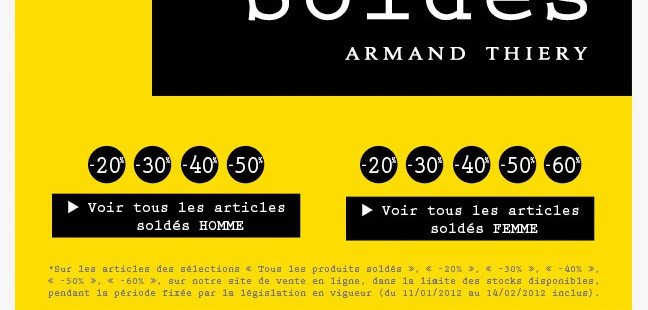 Soldes
ARMAND THIERY
-20% -30% -40% -50%
-20% -30% -40% -50% -60%
▶ Voir tous les articles
soldés HOMME
▶ Voir tous les articles
soldés FEMME
*Sur les articles des sélections « Tous les produits soldés », « -20% », « -30% », « -40% »,
« -50% », « -60% », sur notre site de vente en ligne, dans la limite des stocks disponibles,
pendant la période fixée par la législation en vigueur (du 11/01/2012 au 14/02/2012 inclus).